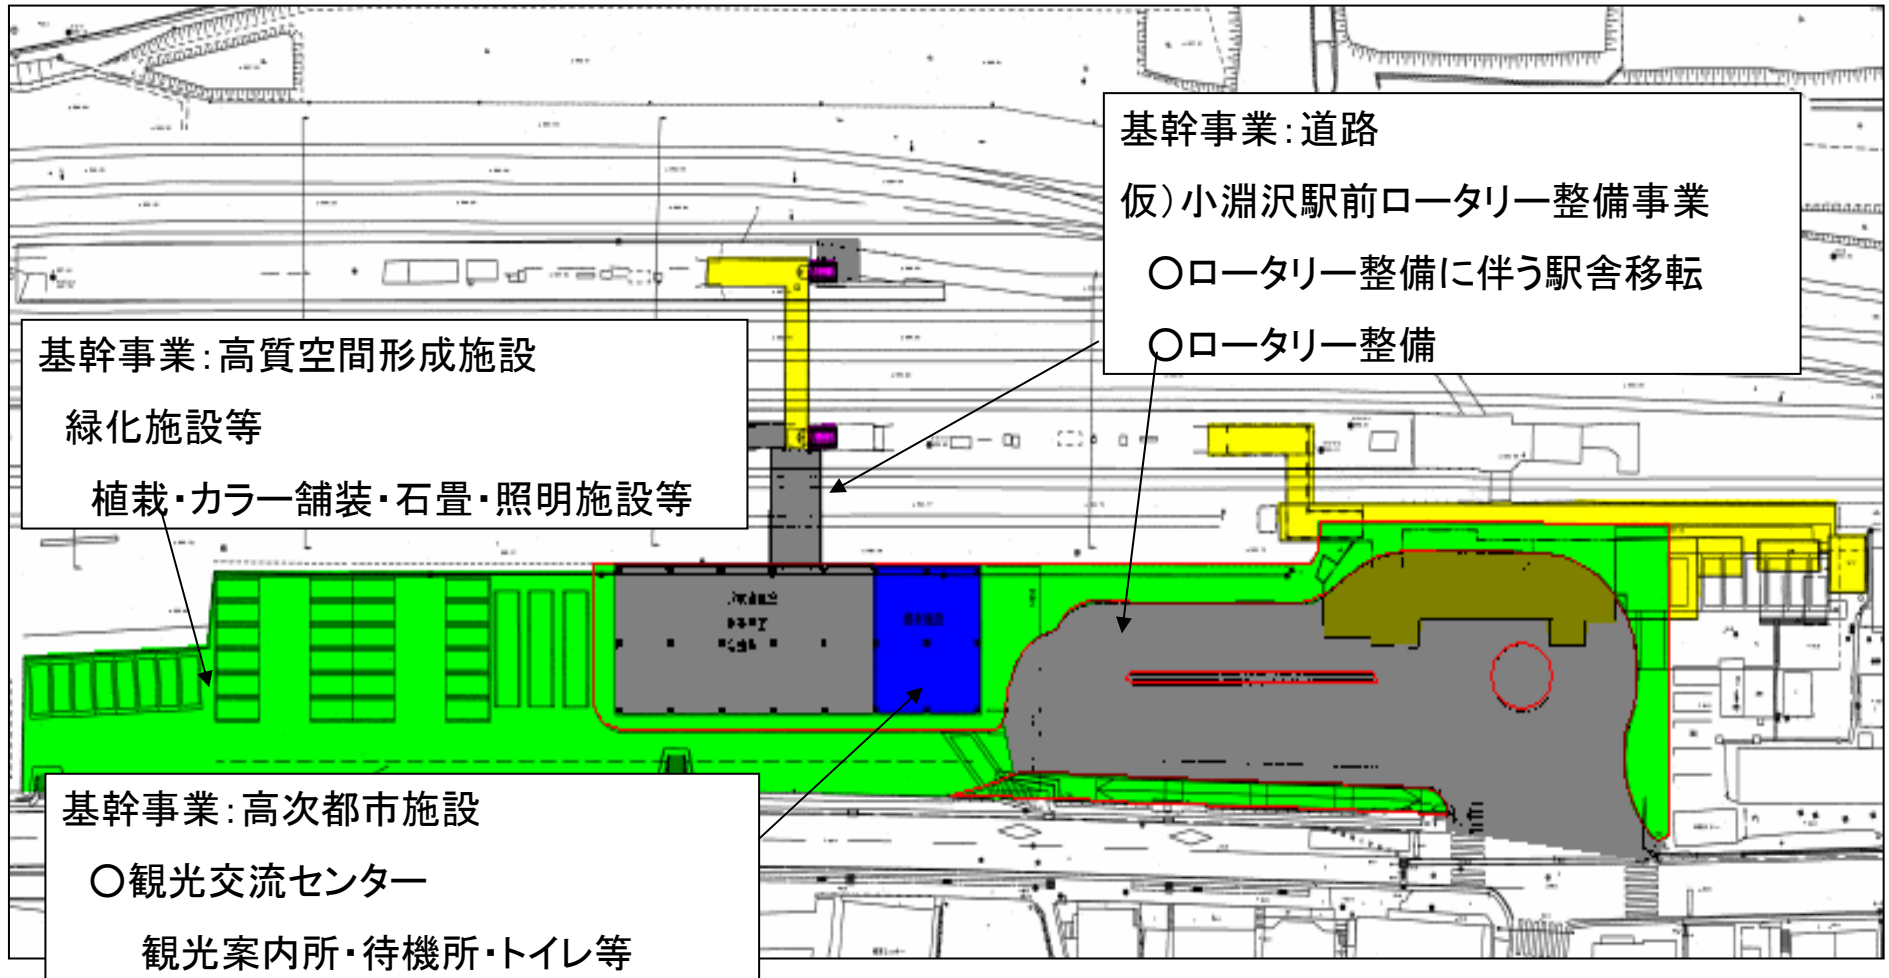 基幹事業：道路
仮）小淵沢駅前ロータリー整備事業
○ロータリー整備に伴う駅舎移転
○ロータリー整備
基幹事業：高質空間形成施設
緑化施設等
植栽・カラー舗装・石畳・照明施設等
基幹事業：高次都市施設
○観光交流センター
観光案内所・待機所・トイレ等